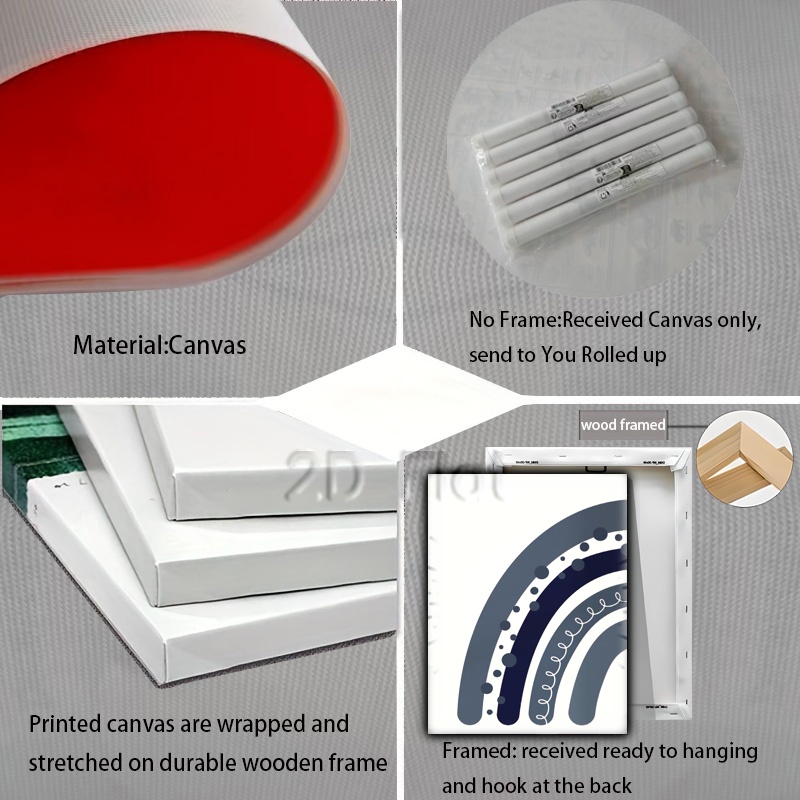 Material:Canvas
No Frame:Received Canvas only,
send to You Rolled up
wood framed
2D Flat
Printed canvas are wrapped and
stretched on durable wooden frame
Framed: received ready to hanging
and hook at the back